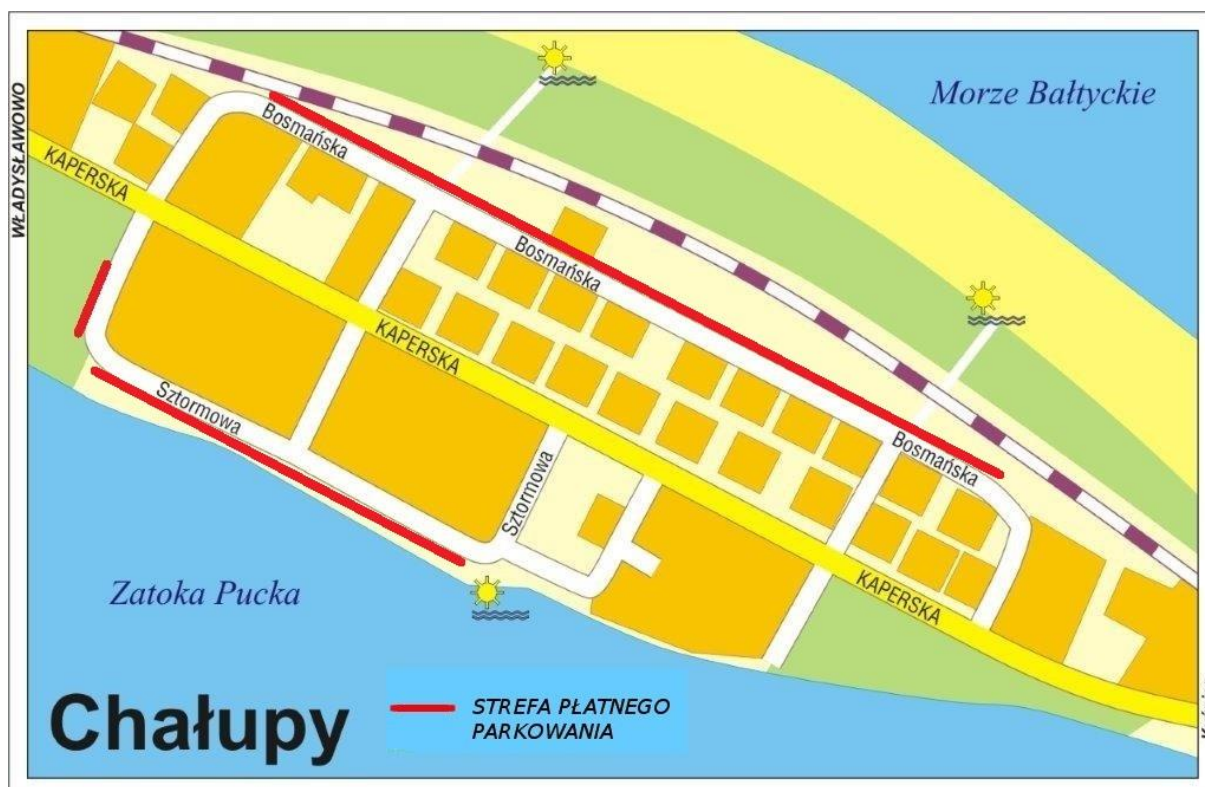 Morze Bałtyckie
WŁADYSŁAWOWO
Bosmańska
KAPERSKA
Bosmańska
KAPERSKA
Sztormowa
Bosmańska
Sztormowa
KAPERSKA
Zatoka Pucka
Chałupy
STREFA PŁATNEGO
PARKOWANIA